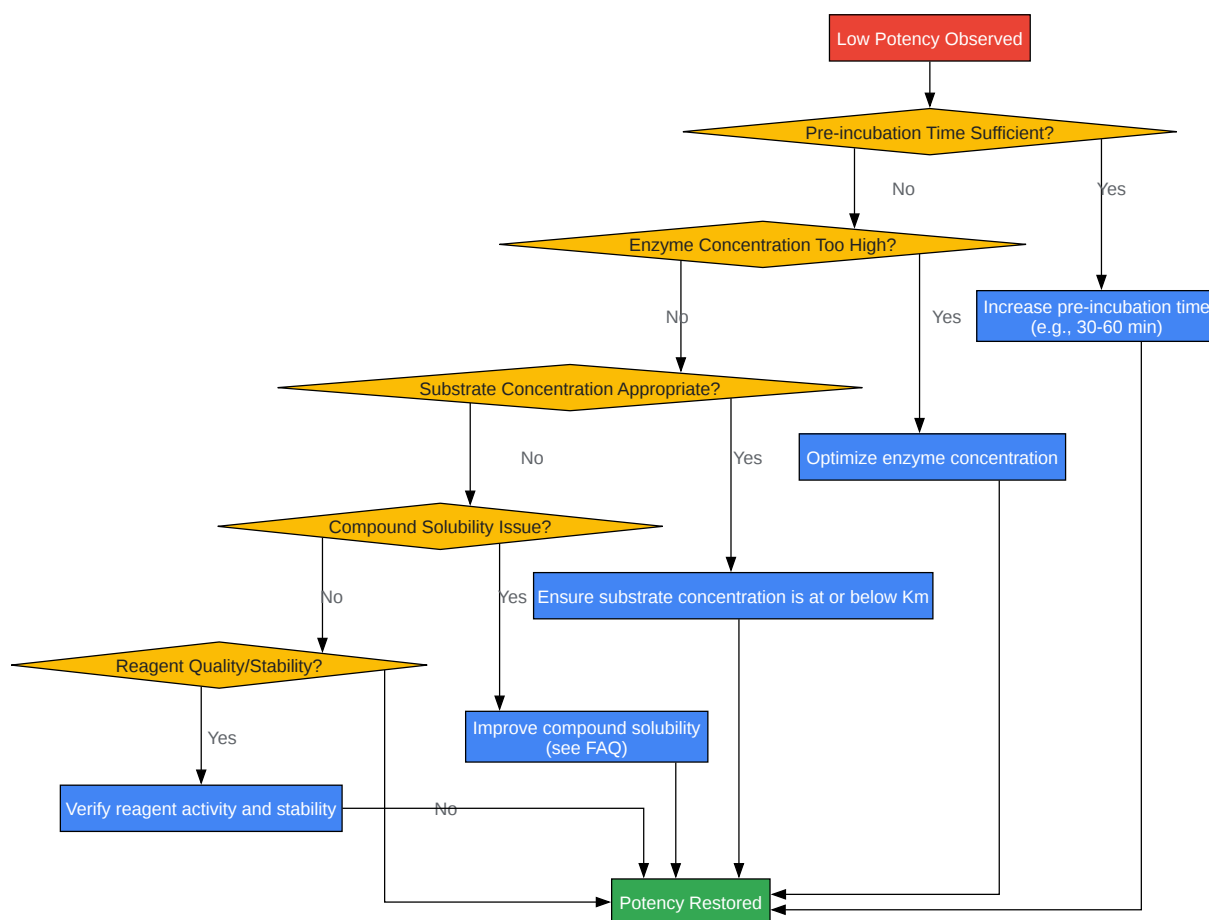 Low Potency Observed
Pre-incubation Time Sufficient?
No
Yes
Enzyme Concentration Too High?
No
Yes
Increase pre-incubation time
(e.g., 30-60 min)
Substrate Concentration Appropriate?
No
Yes
Optimize enzyme concentration
Compound Solubility Issue?
No
Yes
Ensure substrate concentration is at or below Km
Reagent Quality/Stability?
Yes
Improve compound solubility
(see FAQ)
Verify reagent activity and stability
No
Potency Restored